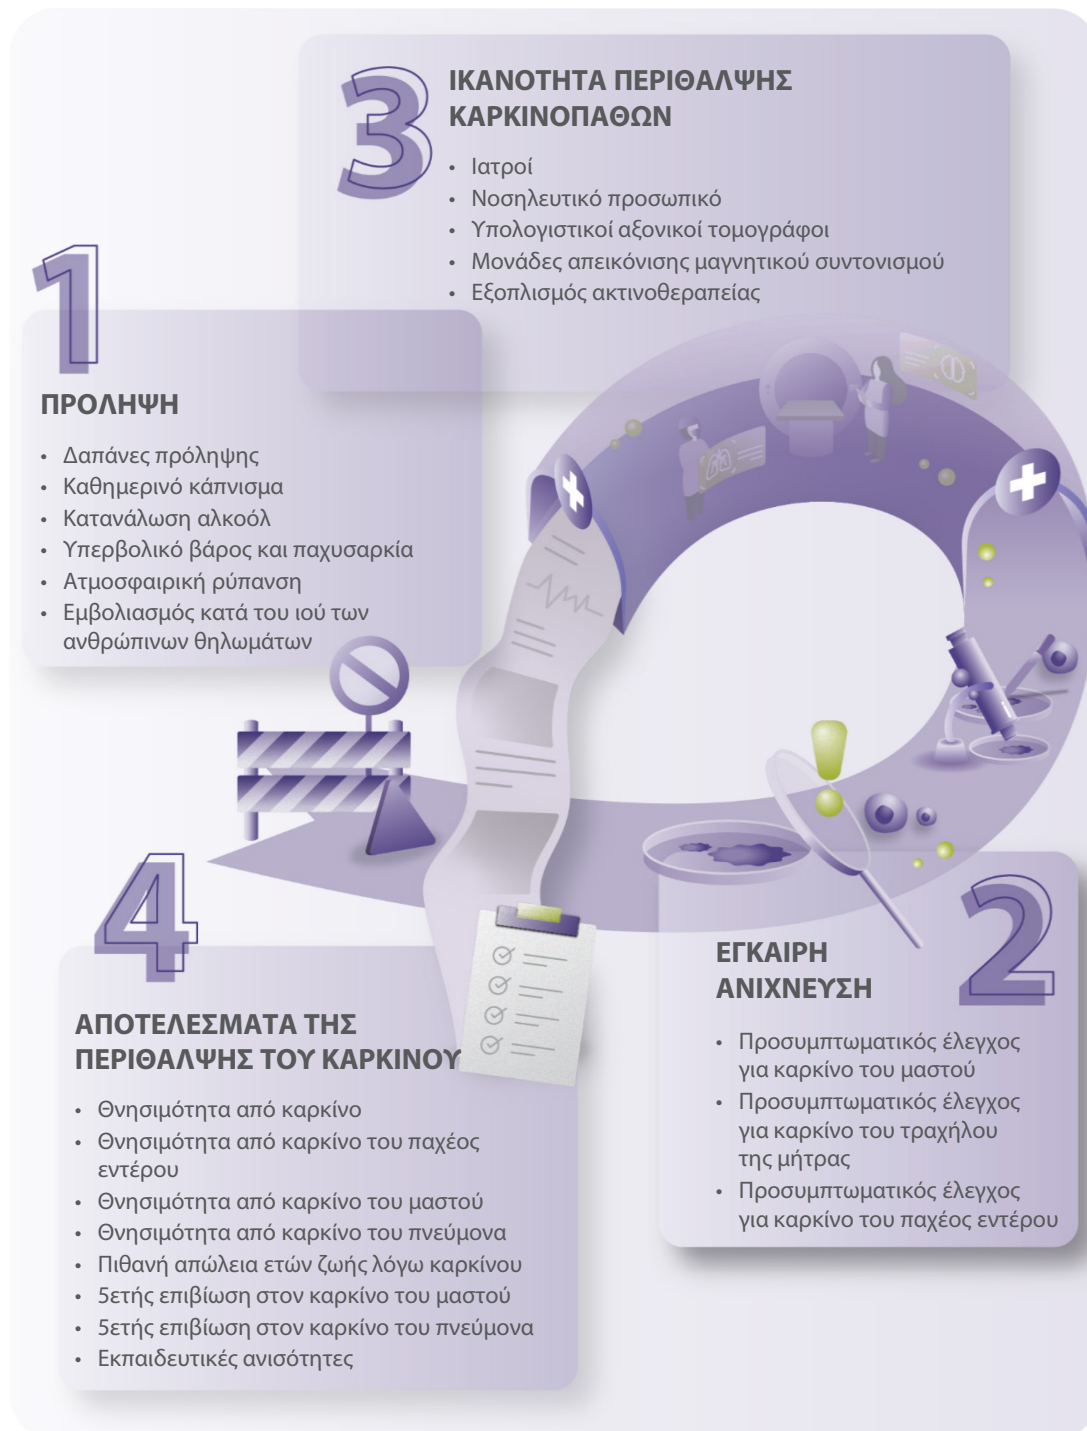 1
ΠΡΟΛΗΨΗ
• Δαπάνες πρόληψης
• Καθημερινό κάπνισμα
• Κατανάλωση αλκοόλ
• Υπερβολικό βάρος και παχυσαρκία
• Ατμοσφαιρική ρύπανση
• Εμβολιασμός κατά του ιού των
ανθρώπινων θηλωμάτων
2
ΕΓΚΑΙΡΗ
ΑΝΙΧΝΕΥΣΗ
• Προσυμπτωματικός έλεγχος
για καρκίνο του μαστού
• Προσυμπτωματικός έλεγχος
για καρκίνο του τραχήλου
της μήτρας
• Προσυμπτωματικός έλεγχος
για καρκίνο του παχέος εντέρου
3
ΙΚΑΝΟΤΗΤΑ ΠΕΡΙΘΑΛΨΗΣ
ΚΑΡΚΙΝΟΠΑΘΩΝ
• Ιατροί
• Νοσηλευτικό προσωπικό
• Υπολογιστικοί αξονικοί τομογράφοι
• Μονάδες απεικόνισης μαγνητικού συντονισμού
• Εξοπλισμός ακτινοθεραπείας
4
ΑΠΟΤΕΛΕΣΜΑΤΑ ΤΗΣ
ΠΕΡΙΘΑΛΨΗΣ ΤΟΥ ΚΑΡΚΙΝΟΥ
• Θνησιμότητα από καρκίνο
• Θνησιμότητα από καρκίνο του παχέος
εντέρου
• Θνησιμότητα από καρκίνο του μαστού
• Θνησιμότητα από καρκίνο του πνεύμονα
• Πιθανή απώλεια ετών ζωής λόγω καρκίνου
• 5ετής επιβίωση στον καρκίνο του μαστού
• 5ετής επιβίωση στον καρκίνο του πνεύμονα
• Εκπαιδευτικές ανισότητες